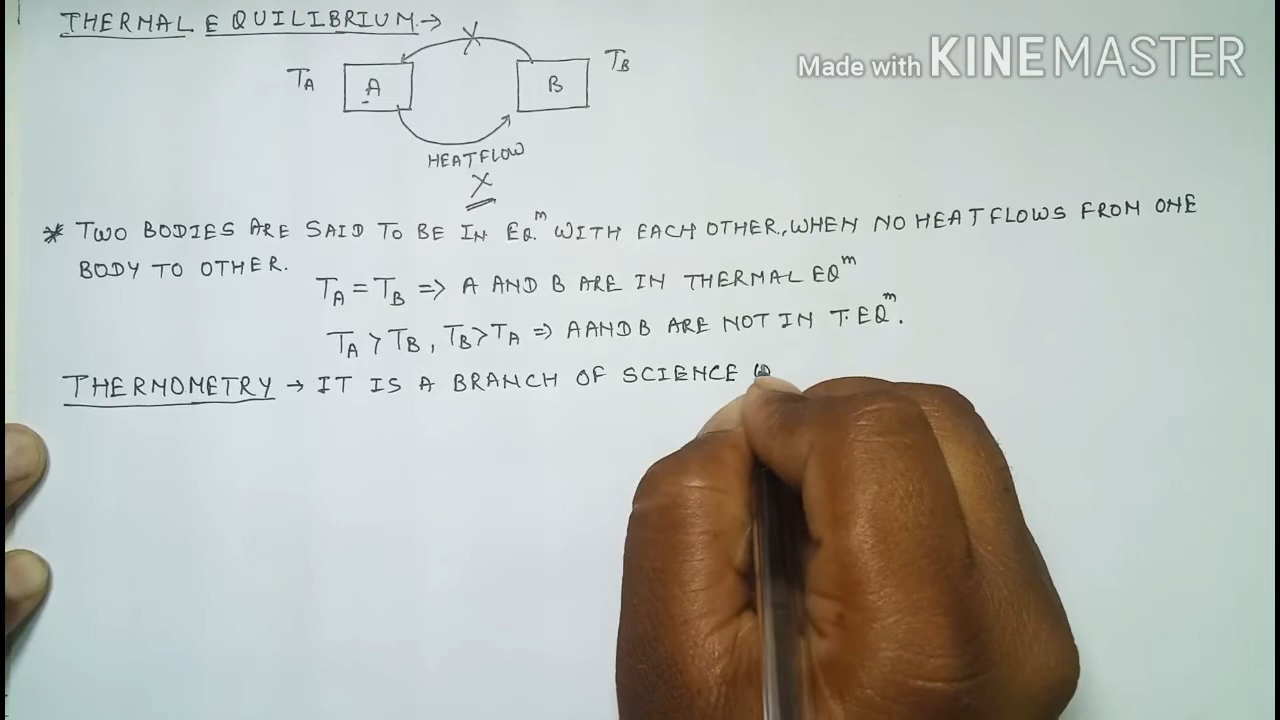 THERMAL EQUILIBRIUM →
Made with KINEMASTER
TA A B TB
HEAT FLOW
X
* TWO BODIES ARE SAID TO BE IN EQ.m WITH EACH OTHER, WHEN NO HEAT FLOWS FROM ONE
BODY TO OTHER.
TA = TB => A AND B ARE IN THERMAL EQm
TA > TB, TB > TA => A AND B ARE NOT IN T.EQm.
THERMOMETRY → IT IS A BRANCH OF SCIENCE